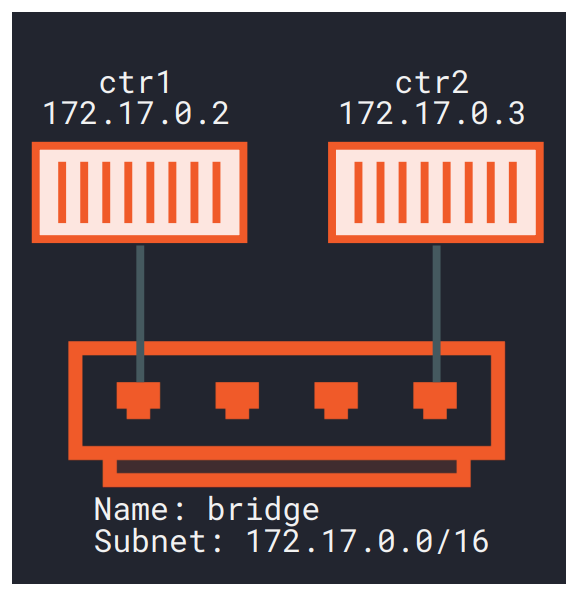 ctr1
172.17.0.2
ctr2
172.17.0.3
Name: bridge
Subnet: 172.17.0.0/16